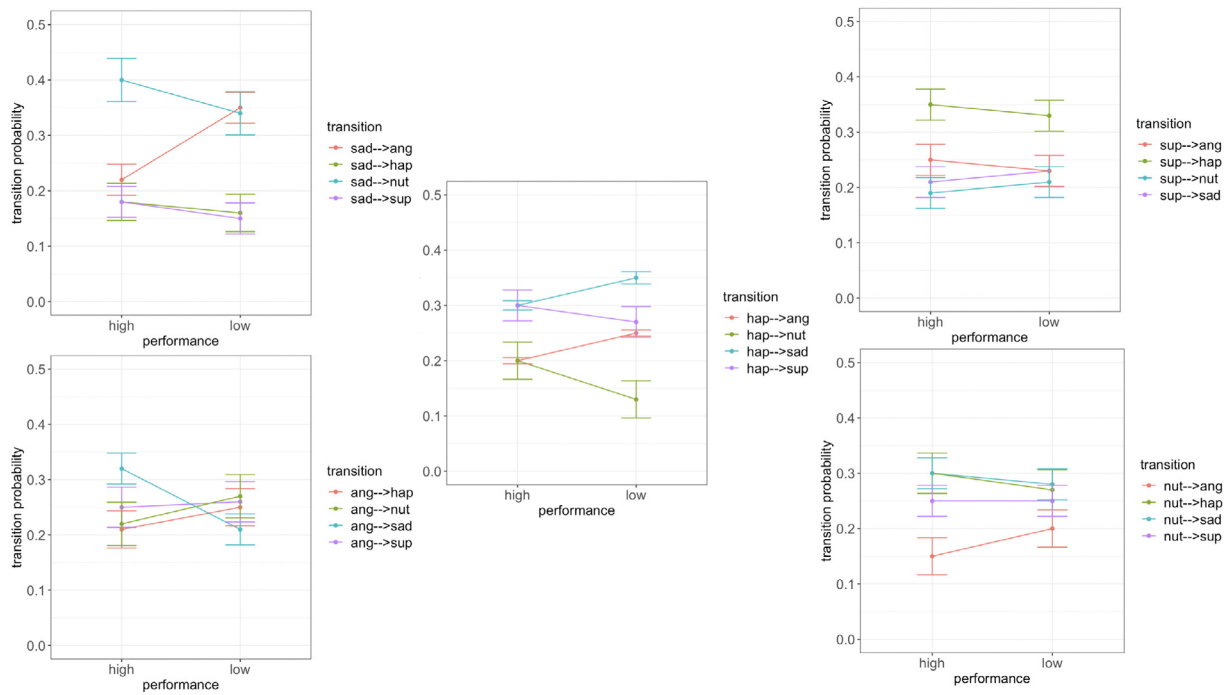 0.5
0.4
0.3
0.2
0.1
0.0
transition probability
high
low
performance
transition
sad-->ang
sad-->hap
sad-->nut
sad-->sup
0.5
0.4
0.3
0.2
0.1
0.0
transition probability
high
low
performance
transition
ang-->hap
ang-->nut
ang-->sad
ang-->sup
0.5
0.4
0.3
0.2
0.1
0.0
transition probability
high
low
performance
transition
hap-->ang
hap-->nut
hap-->sad
hap-->sup
0.5
0.4
0.3
0.2
0.1
0.0
transition probability
high
low
performance
transition
sup-->ang
sup-->hap
sup-->nut
sup-->sad
0.5
0.4
0.3
0.2
0.1
0.0
transition probability
high
low
performance
transition
nut-->ang
nut-->hap
nut-->sad
nut-->sup